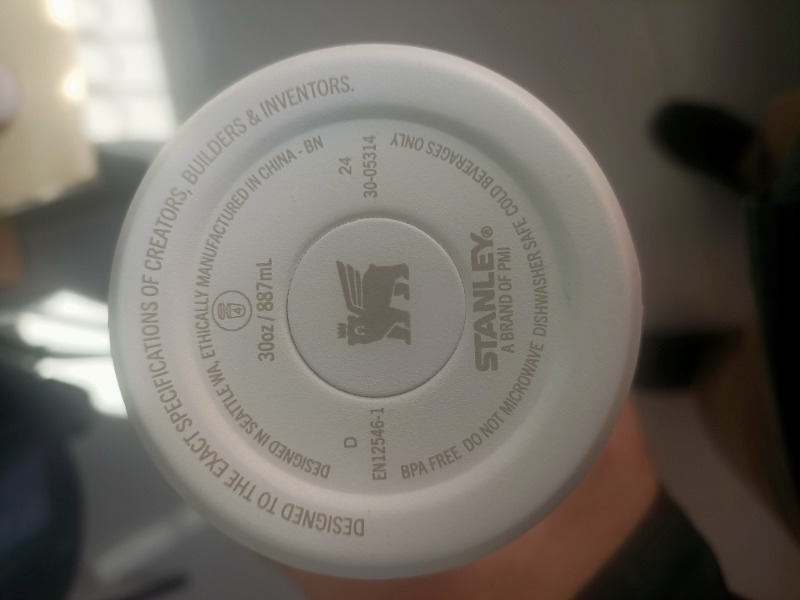 DESIGNED TO THE EXACT SPECIFICATIONS OF CREATORS, BUILDERS & INVENTORS.
DESIGNED IN SEATTLE WA, ETHICALLY MANUFACTURED IN CHINA - BN
4
30oz / 887mL
24
30-05314
D
EN12546-1
STANLEY®
A BRAND OF PMI
BPA FREE DO NOT MICROWAVE DISHWASHER SAFE COLD BEVERAGES ONLY